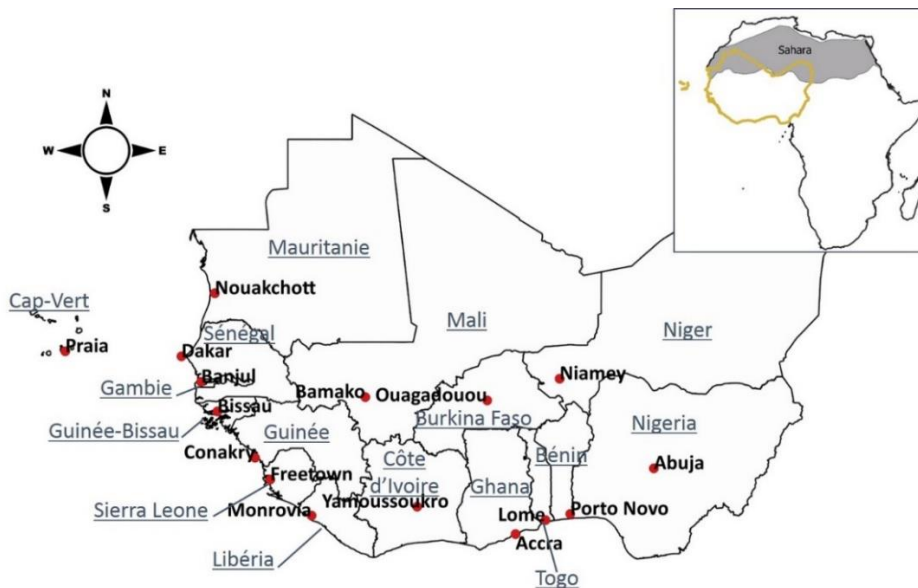 Sahara
N
W
E
S
Mauritanie
Nouakchott
Cap-Vert
Praia
Sénégal
Mali
Niger
Dakar
Banjul
Gambie
Bamako
Ouagadouou
Niamey
Bissau
Burkina Faso
Guinée-Bissau
Guinée
Nigeria
Conakry
Côte
d'Ivoire
Bénin
Abuja
Freetown
Ghana
Sierra Leone
Yamoussoukro
Monrovia
Lome
Porto Novo
Accra
Libéria
Togo